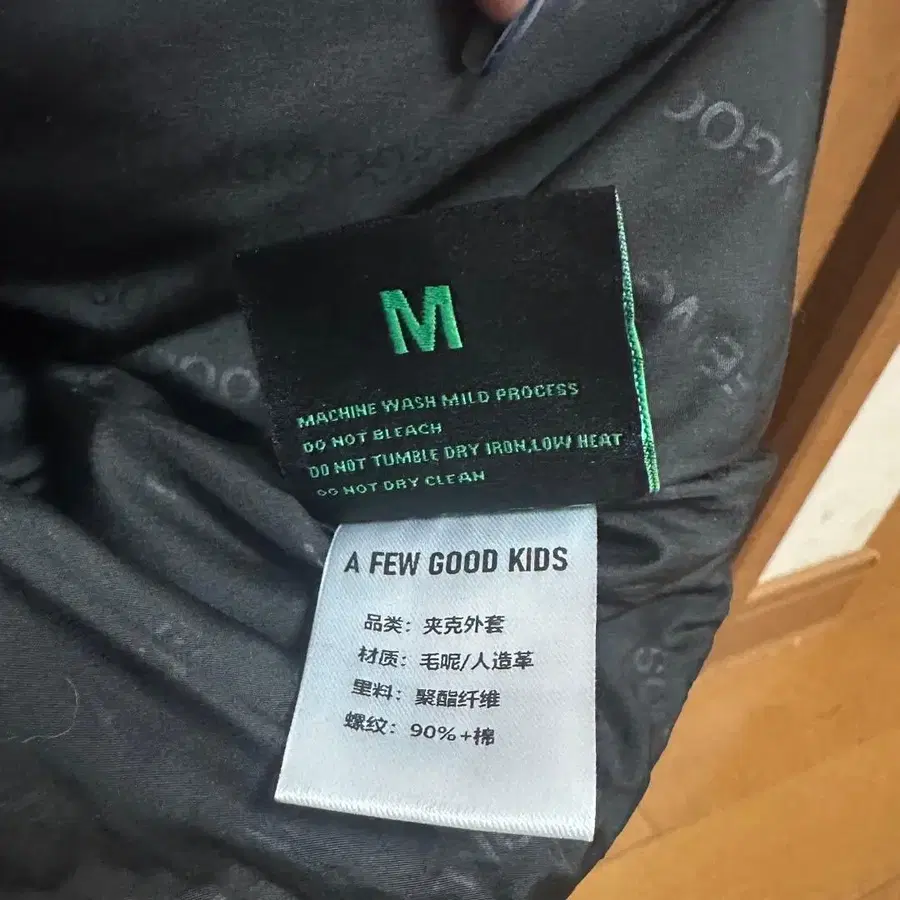 M
MACHINE WASH MILD PROCESS
DO NOT BLEACH
DO NOT TUMBLE DRY IRON,LOW HEAT
DO NOT DRY CLEAN
A FEW GOOD KIDS
品类：夹克外套
材质：毛呢/人造革
里料：聚酯纤维
螺纹：90%+棉